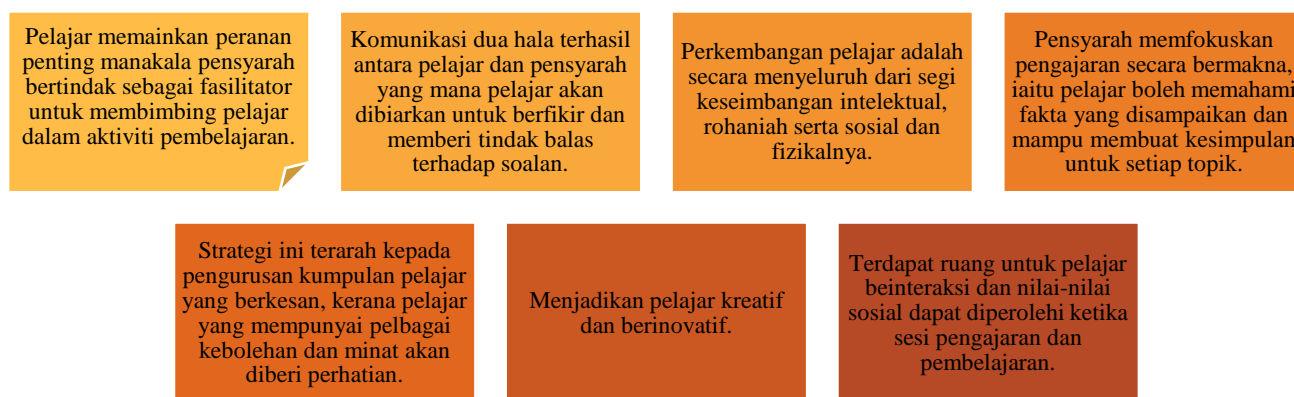 Pelajar memainkan peranan
penting manakala pensyarah
bertindak sebagai fasilitator
untuk membimbing pelajar
dalam aktiviti pembelajaran.
Komunikasi dua hala terhasil
antara pelajar dan pensyarah
yang mana pelajar akan
dibiarkan untuk berfikir dan
memberi tindak balas
terhadap soalan.
Perkembangan pelajar adalah
secara menyeluruh dari segi
keseimbangan intelektual,
rohaniah serta sosial dan
fizikalnya.
Pensyarah memfokuskan
pengajaran secara bermakna,
iaitu pelajar boleh memahami
fakta yang disampaikan dan
mampu membuat kesimpulan
untuk setiap topik.
Strategi ini terarah kepada
pengurusan kumpulan pelajar
yang berkesan, kerana pelajar
yang mempunyai pelbagai
kebolehan dan minat akan
diberi perhatian.
Menjadikan pelajar kreatif
dan berinovatif.
Terdapat ruang untuk pelajar
beinteraksi dan nilai-nilai
sosial dapat diperolehi ketika
sesi pengajaran dan
pembelajaran.